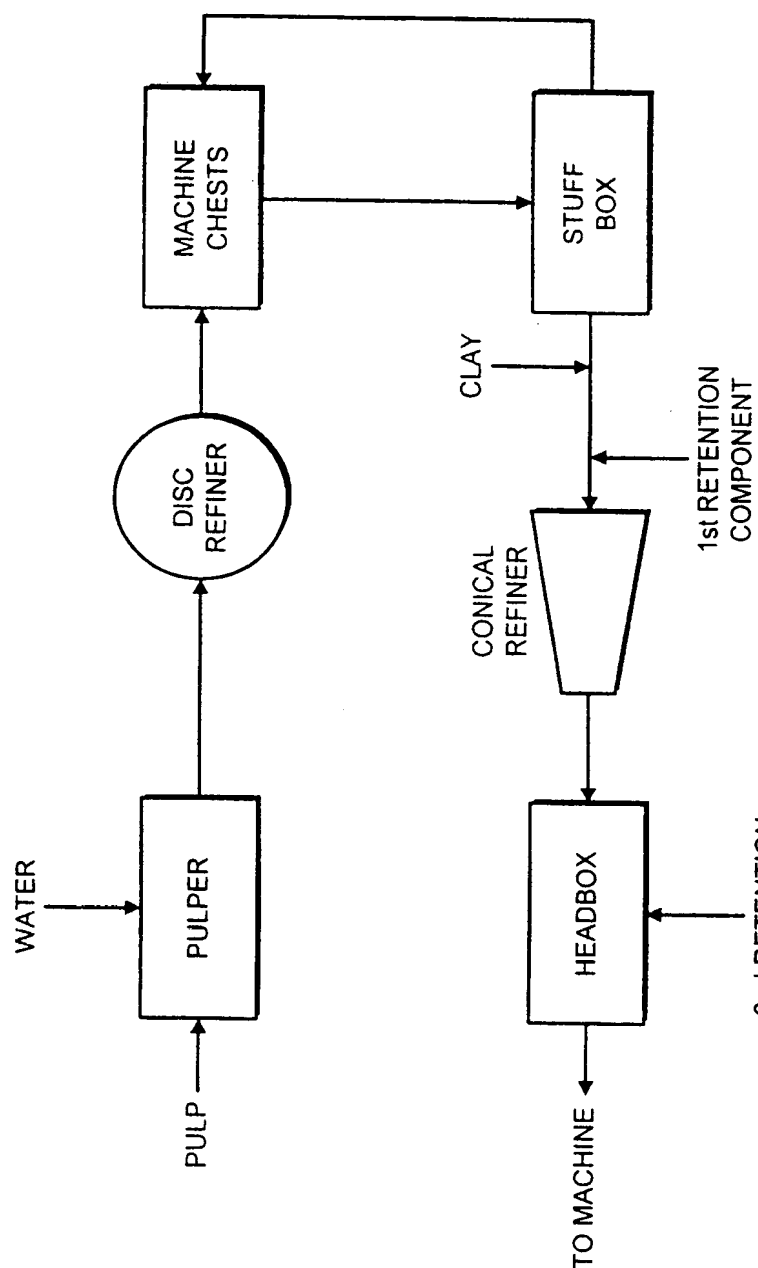 WATER
PULP
PULPER
DISC
REFINER
MACHINE
CHESTS
STUFF
BOX
CLAY
1st RETENTION
COMPONENT
CONICAL
REFINER
HEADBOX
TO MACHINE